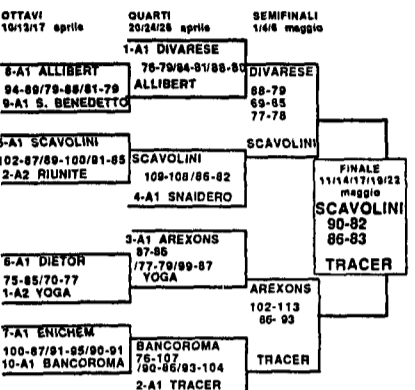 OTTAVI
10/13/17 aprile
8-A1 ALLIBERT
94-89/79-88/81-79
9-A1 S. BENEDETTO
5-A1 SCAVOLINI
102-87/89-100/91-85
2-A2 RIUNITE
6-A1 DIETOR
75-85/70-77
1-A2 YOGA
7-A1 ENICHEM
100-87/91-95/90-91
10-A1 BANCOROMA
QUARTI
20/24/28 aprile
1-A1 DIVARESE
76-79/84-81/88-80
ALLIBERT
SCAVOLINI
109-108/86-82
4-A1 SNAIDERO
3-A1 AREXONS
87-86
/77-79/99-87
YOGA
BANCOROMA
76-107
/90-86/93-104
2-A1 TRACER
SEMIFINALI
1/4/8 maggio
DIVARESE
88-79
69-85
77-78
SCAVOLINI
AREXONS
102-113
86-93
TRACER
FINALE
11/14/17/19/22
maggio
SCAVOLINI
90-82
86-83
TRACER